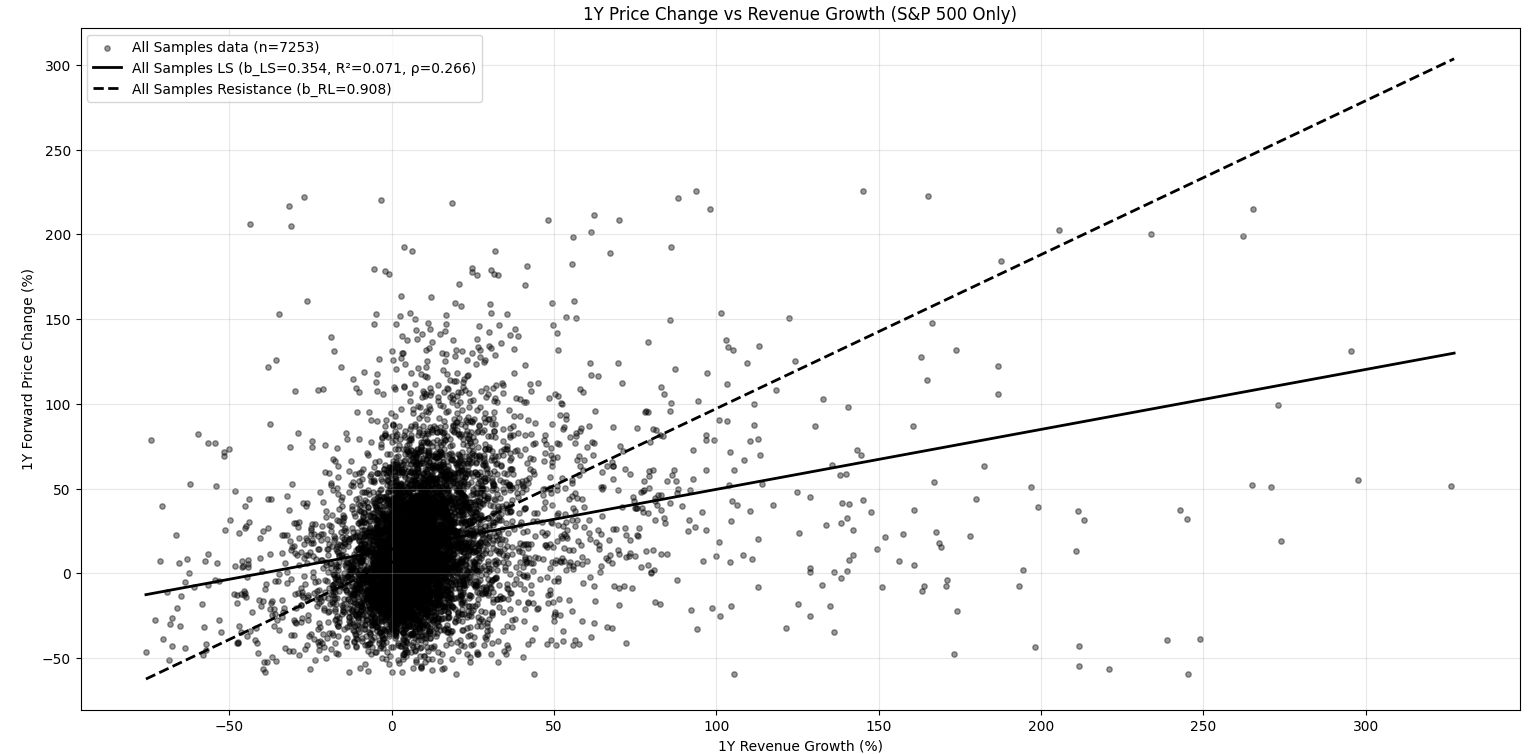 1Y Price Change vs Revenue Growth (S&P 500 Only)
All Samples data (n=7253)
All Samples LS (b_LS=0.354, R²=0.071, ρ=0.266)
All Samples Resistance (b_RL=0.908)
300
250
200
150
100
50
0
−50
1Y Forward Price Change (%)
−50 0 50 100 150 200 250 300
1Y Revenue Growth (%)